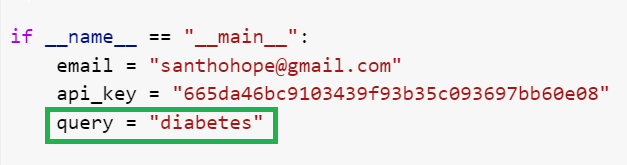 if __name__ == "__main__":
    email = "santhohope@gmail.com"
    api_key = "665da46bc9103439f93b35c093697bb60e08"
    query = "diabetes"